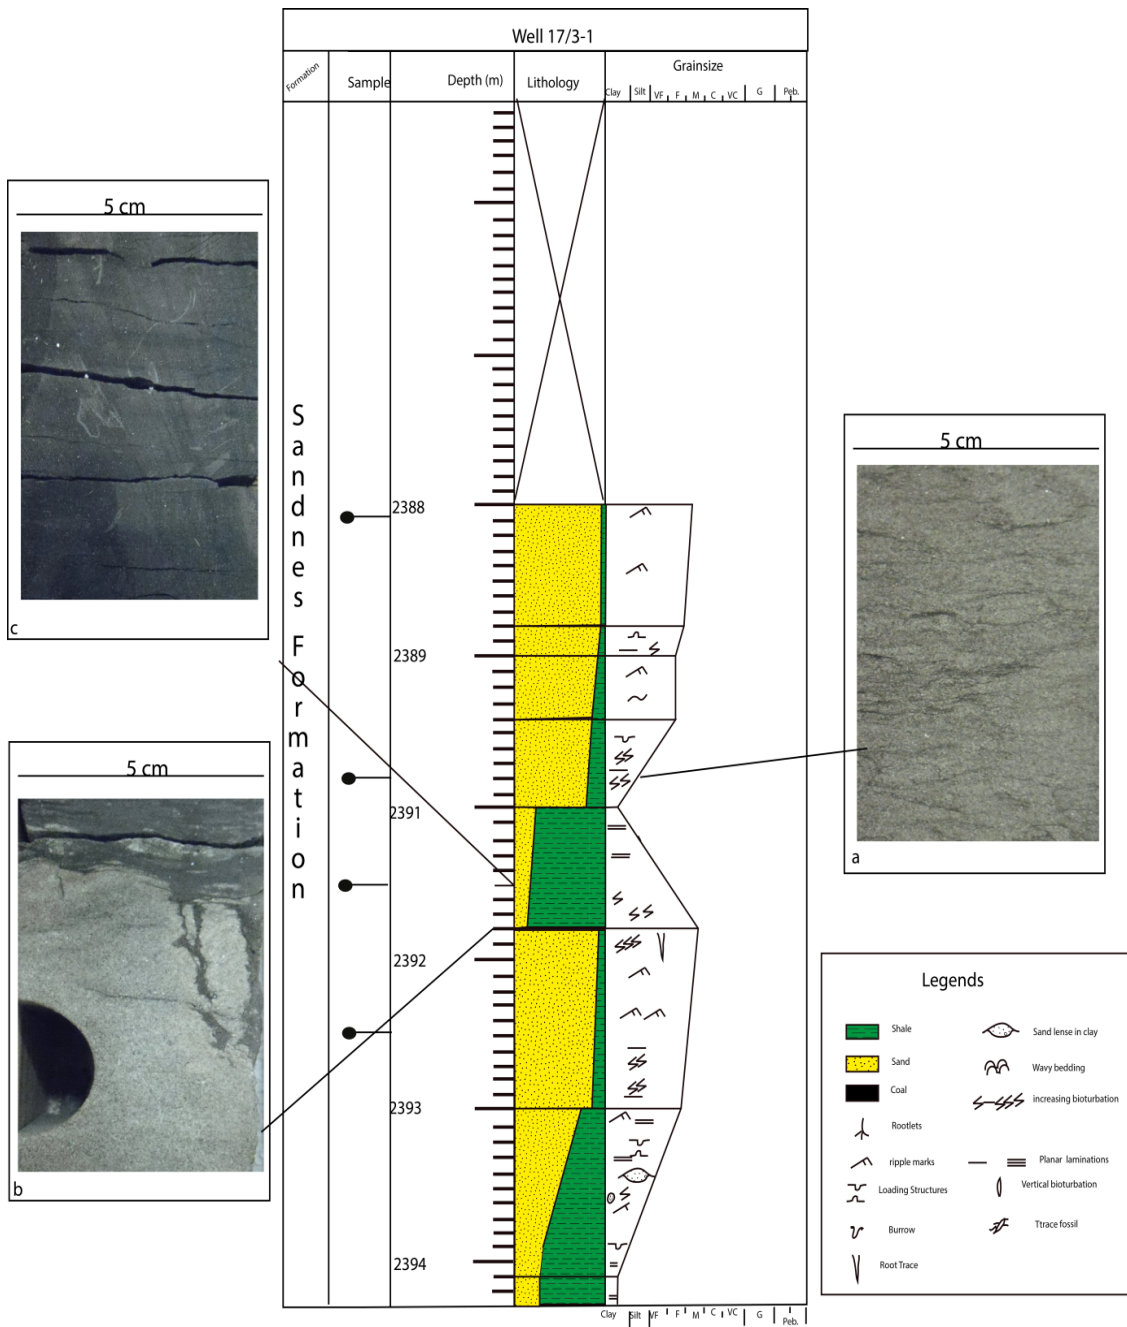 Well 17/3-1
Formation
Sample
Depth (m)
Lithology
Grainsize
Clay Silt VF F M C VC G Peb.
5 cm
c
5 cm
b
Sandnes Formation
2388
2389
2391
2392
2393
2394
5 cm
a
Legends
Shale
Sand
Coal
Rootlets
ripple marks
Loading Structures
Burrow
Root Trace
Sand lense in clay
Wavy bedding
increasing bioturbation
Planar laminations
Vertical bioturbation
Ttrace fossil
Clay Silt VF F M C VC G Peb.